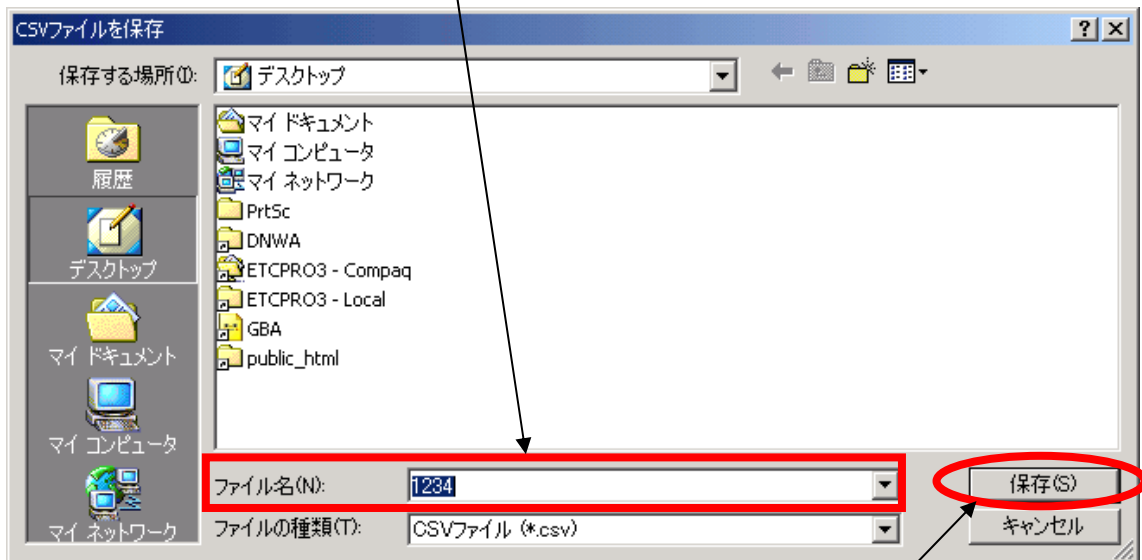 CSVファイルを保存
保存する場所(I):
デスクトップ
履歴
デスクトップ
マイ ドキュメント
マイ コンピュータ
マイ ネットワーク
マイ ドキュメント
マイ コンピュータ
マイ ネットワーク
PrtSc
DNWA
ETCPRO3 - Compaq
ETCPRO3 - Local
GBA
public_html
ファイル名(N):
1234
保存(S)
ファイルの種類(T):
CSVファイル (*.csv)
キャンセル